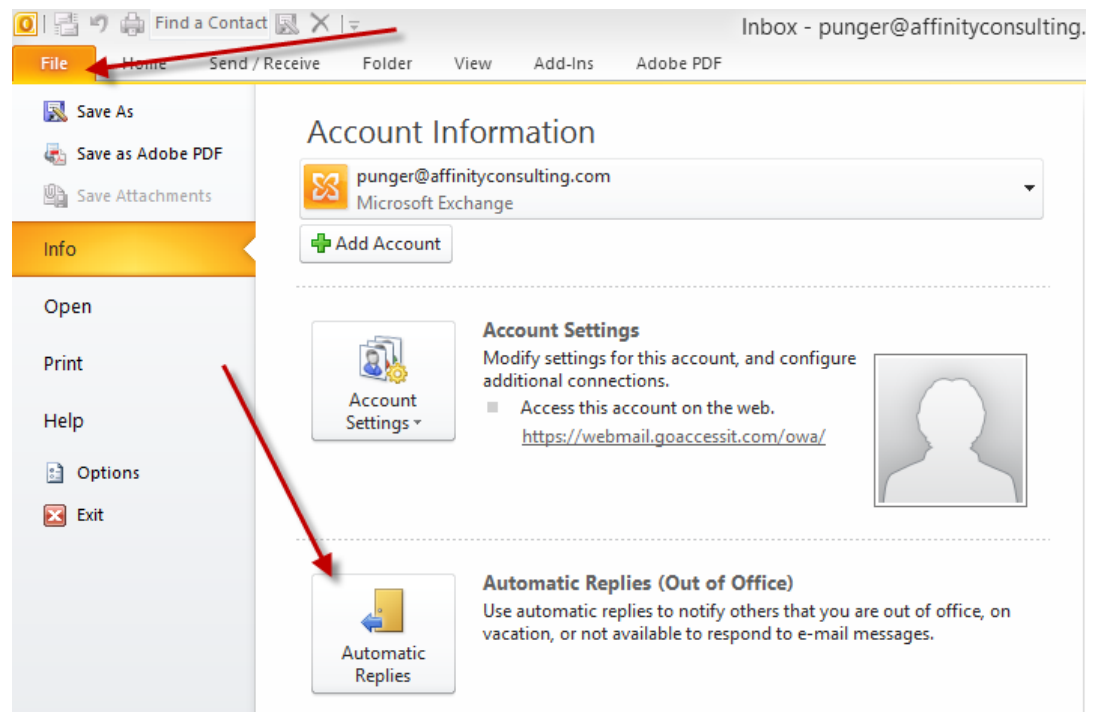 Find a Contact
Inbox - punger@affinityconsulting.
File Home Send / Receive Folder View Add-Ins Adobe PDF
Save As
Save as Adobe PDF
Save Attachments
Info
Open
Print
Help
Options
Exit
Account Information
punger@affinityconsulting.com
Microsoft Exchange
Add Account
Account
Settings
Account Settings
Modify settings for this account, and configure
additional connections.
Access this account on the web.
https://webmail.goaccessit.com/owa/
Automatic
Replies
Automatic Replies (Out of Office)
Use automatic replies to notify others that you are out of office, on
vacation, or not available to respond to e-mail messages.